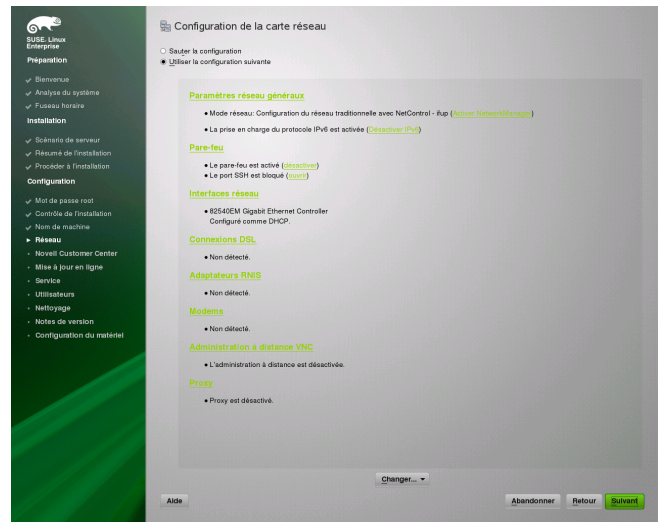 SUSE. Linux
Enterprise
Préparation
Bienvenue
Analyse du système
Fuseau horaire
Installation
Scénario de serveur
Résumé de l'installation
Procéder à l'installation
Configuration
Mot de passe root
Contrôle de l'installation
Nom de machine
Réseau
Novell Customer Center
Mise à jour en ligne
Service
Utilisateurs
Nettoyage
Notes de version
Configuration du matériel
Configuration de la carte réseau
Sauter la configuration
Utiliser la configuration suivante
Paramètres réseau généraux
Mode réseau: Configuration du réseau traditionnelle avec NetControl - ifup (Activer NetworkManager)
La prise en charge du protocole IPv6 est activée (Désactiver IPv6)
Pare-feu
Le pare-feu est activé (désactiver)
Le port SSH est bloqué (ouvrir)
Interfaces réseau
82540EM Gigabit Ethernet Controller
Configuré comme DHCP.
Connexions DSL
Non détecté.
Adaptateurs RNIS
Non détecté.
Modems
Non détecté.
Administration à distance VNC
L'administration à distance est désactivée.
Proxy
Proxy est désactivé.
Changer...
Aide
Abandonner
Retour
Suivant